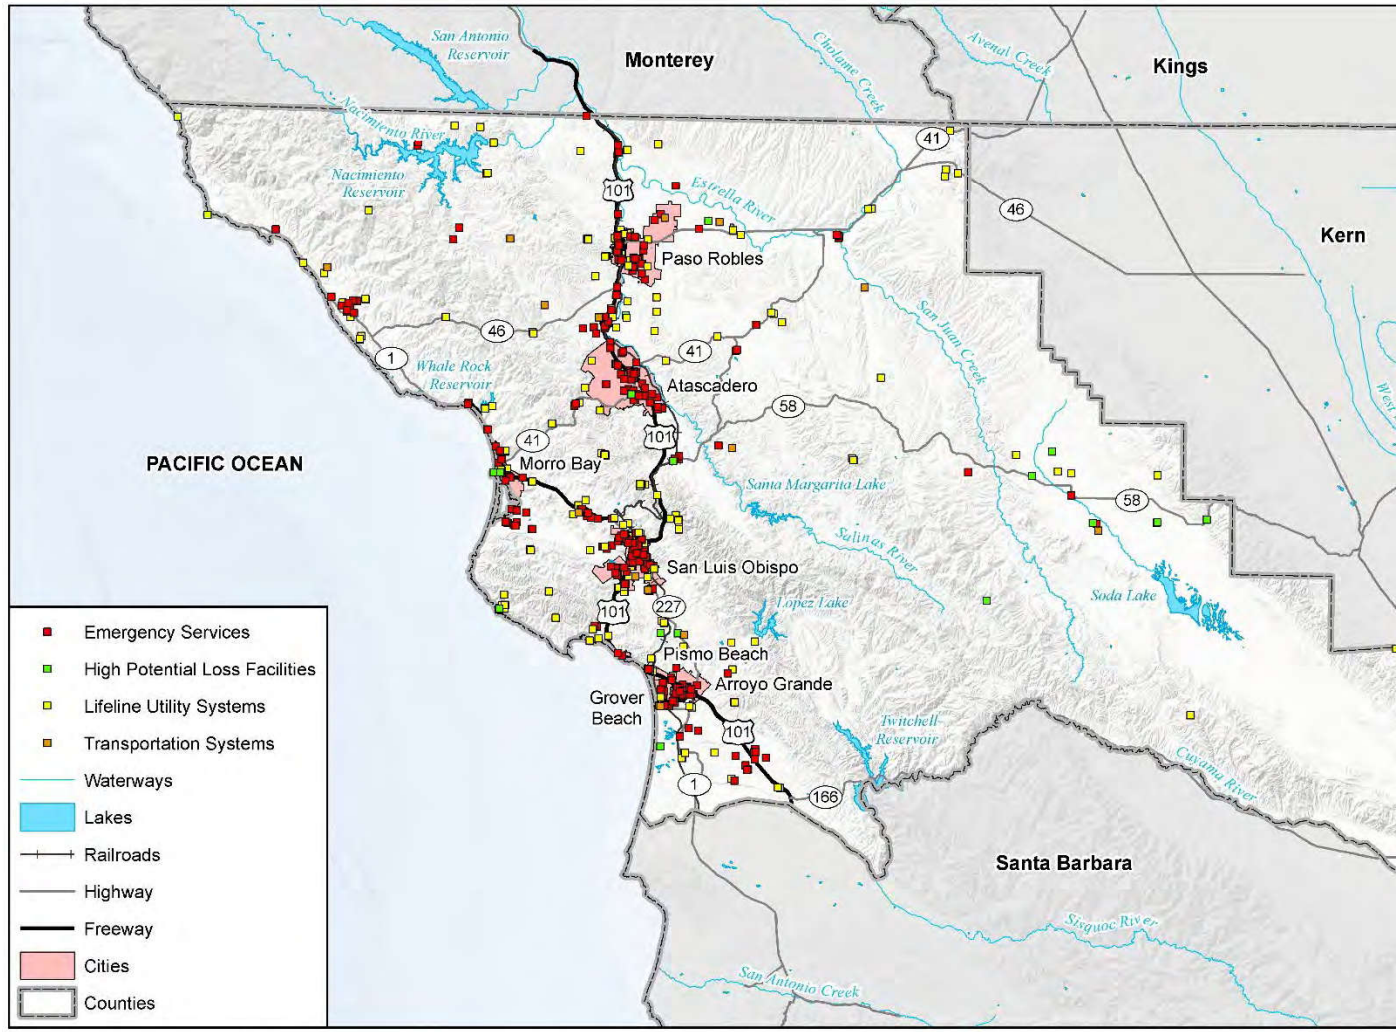 San Antonio
Reservoir
Monterey
Cholame Creek
Avenal Creek
Kings
Nacimiento River
41
Nacimiento
Reservoir
101
Estrella River
46
Kern
Paso Robles
46
41
1
San Juan Creek
Whale Rock
Reservoir
Atascadero
58
West
41
101
PACIFIC OCEAN
Morro Bay
Santa Margarita Lake
58
Salinas River
San Luis Obispo
Soda Lake
101
227
Lopez Lake
Pismo Beach
Arroyo Grande
Grover
Beach
101
Twitchell
Reservoir
Cuyama River
1
166
Santa Barbara
Sisquoc River
San Antonio Creek
Emergency Services
High Potential Loss Facilities
Lifeline Utility Systems
Transportation Systems
Waterways
Lakes
Railroads
Highway
Freeway
Cities
Counties